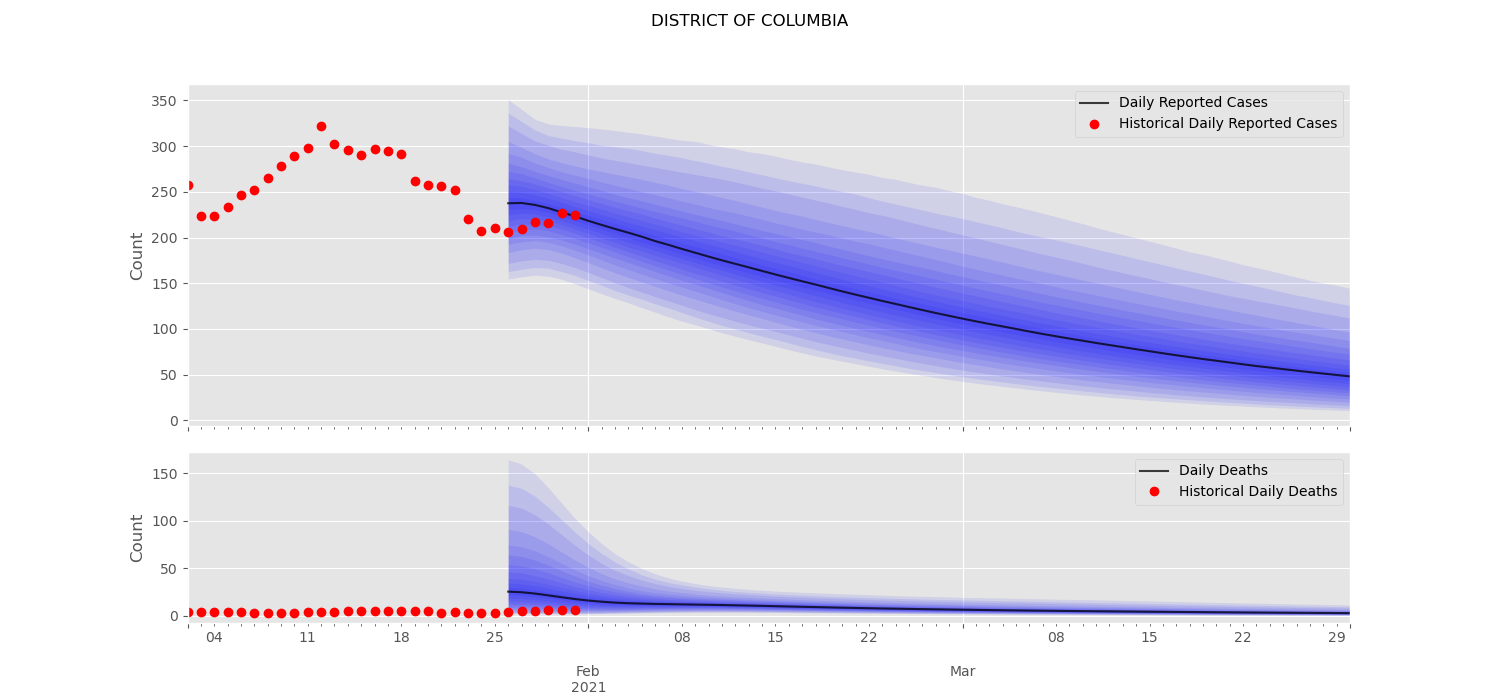 DISTRICT OF COLUMBIA
350
300
250
200
150
100
50
0
Count
Daily Reported Cases
Historical Daily Reported Cases
150
100
50
0
Count
Daily Deaths
Historical Daily Deaths
04 11 18 25 08 15 22 08 15 22 29
Feb Mar
2021